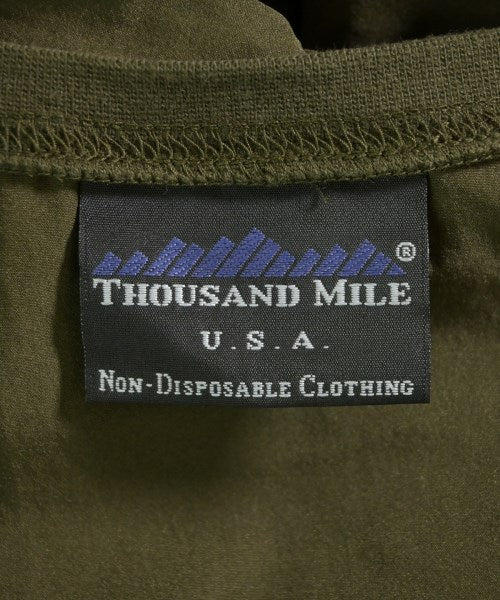 ®
THOUSAND MILE
U.S.A.
NON-DISPOSABLE CLOTHING